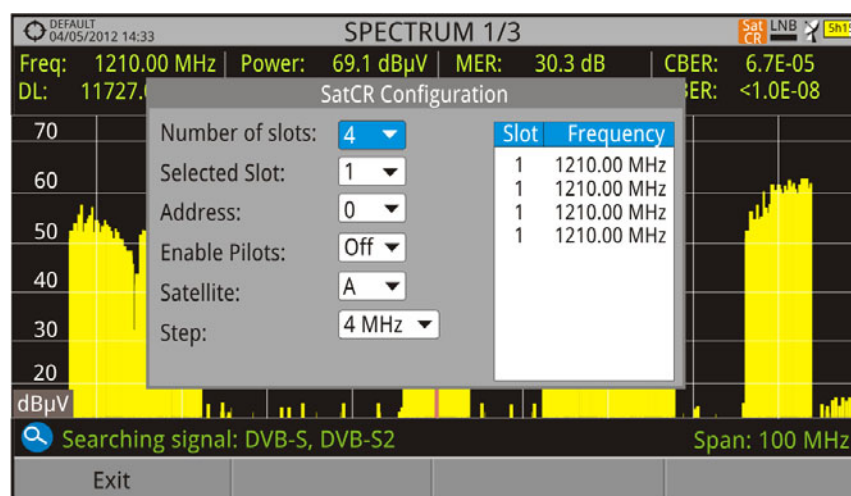 DEFAULT
04/05/2012 14:33
SPECTRUM 1/3
Sat CR
LNB
5h15
Freq: 1210.00 MHz Power: 69.1 dBµV MER: 30.3 dB CBER: 6.7E-05
DL: 11727. ER: <1.0E-08
SatCR Configuration
Number of slots: 4
Selected Slot: 1
Address: 0
Enable Pilots: Off
Satellite: A
Step: 4 MHz
Slot Frequency
1 1210.00 MHz
1 1210.00 MHz
1 1210.00 MHz
1 1210.00 MHz
70
60
50
40
30
20
dBµV
Searching signal: DVB-S, DVB-S2 Span: 100 MHz
Exit